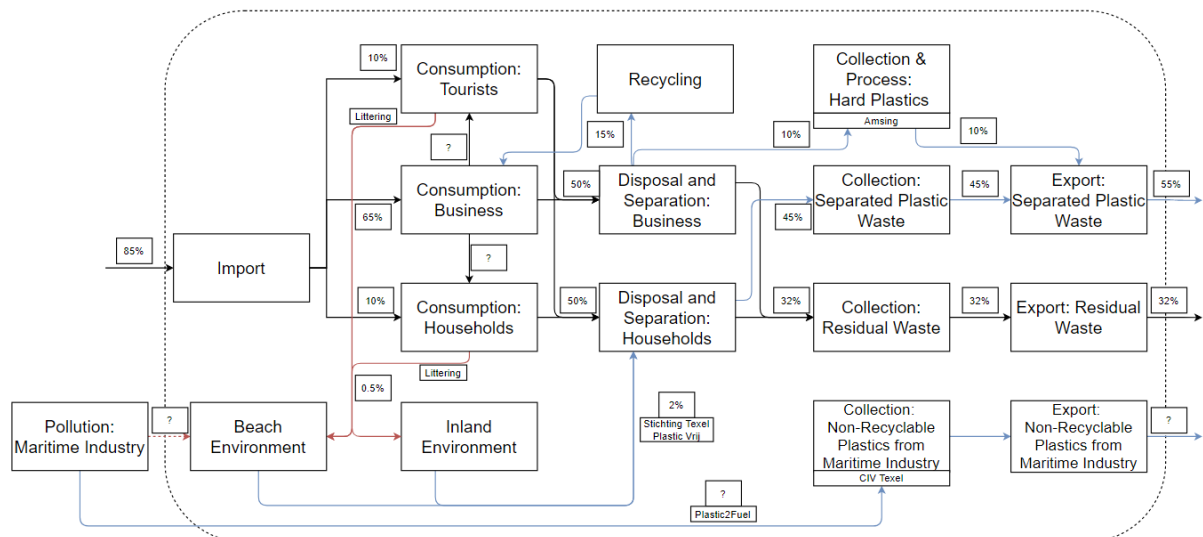 10%
Consumption:
Tourists
Recycling
Collection &
Process:
Hard Plastics
Amsing
Littering
?
15%
10%
10%
65%
Consumption:
Business
50%
Disposal and
Separation:
Business
45%
Collection:
Separated Plastic
Waste
45%
Export:
Separated Plastic
Waste
55%
85%
Import
?
10%
Consumption:
Households
50%
Disposal and
Separation:
Households
32%
Collection:
Residual Waste
32%
Export: Residual
Waste
32%
Littering
0.5%
Pollution:
Maritime Industry
?
Beach
Environment
Inland
Environment
2%
Stichting Texel
Plastic Vrij
Collection:
Non-Recyclable
Plastics from
Maritime Industry
CIV Texel
Export:
Non-Recyclable
Plastics from
Maritime Industry
?
?
Plastic2Fuel